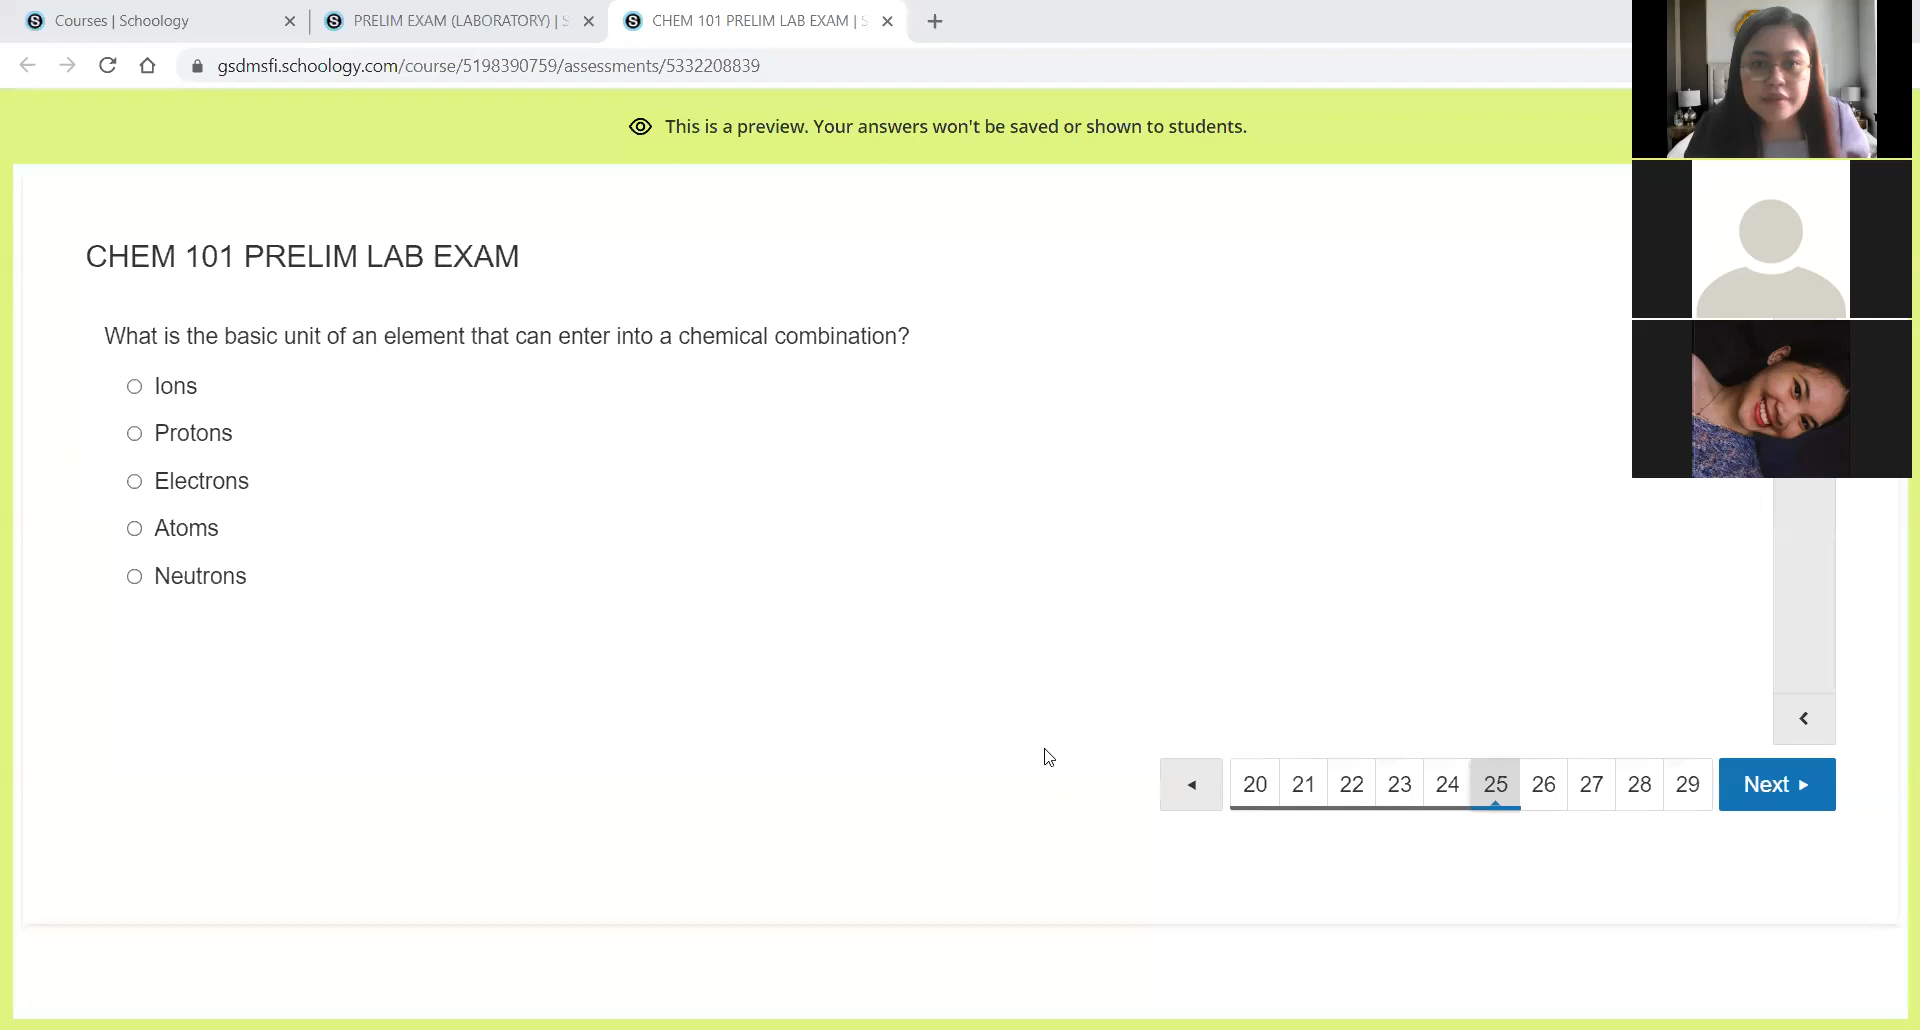 Courses | Schoology
PRELIM EXAM (LABORATORY) | S
CHEM 101 PRELIM LAB EXAM | S
gsdmsfi.schoology.com/course/5198390759/assessments/5332208839
This is a preview. Your answers won't be saved or shown to students.
CHEM 101 PRELIM LAB EXAM
What is the basic unit of an element that can enter into a chemical combination?
Ions
Protons
Electrons
Atoms
Neutrons
20 21 22 23 24 25 26 27 28 29 Next